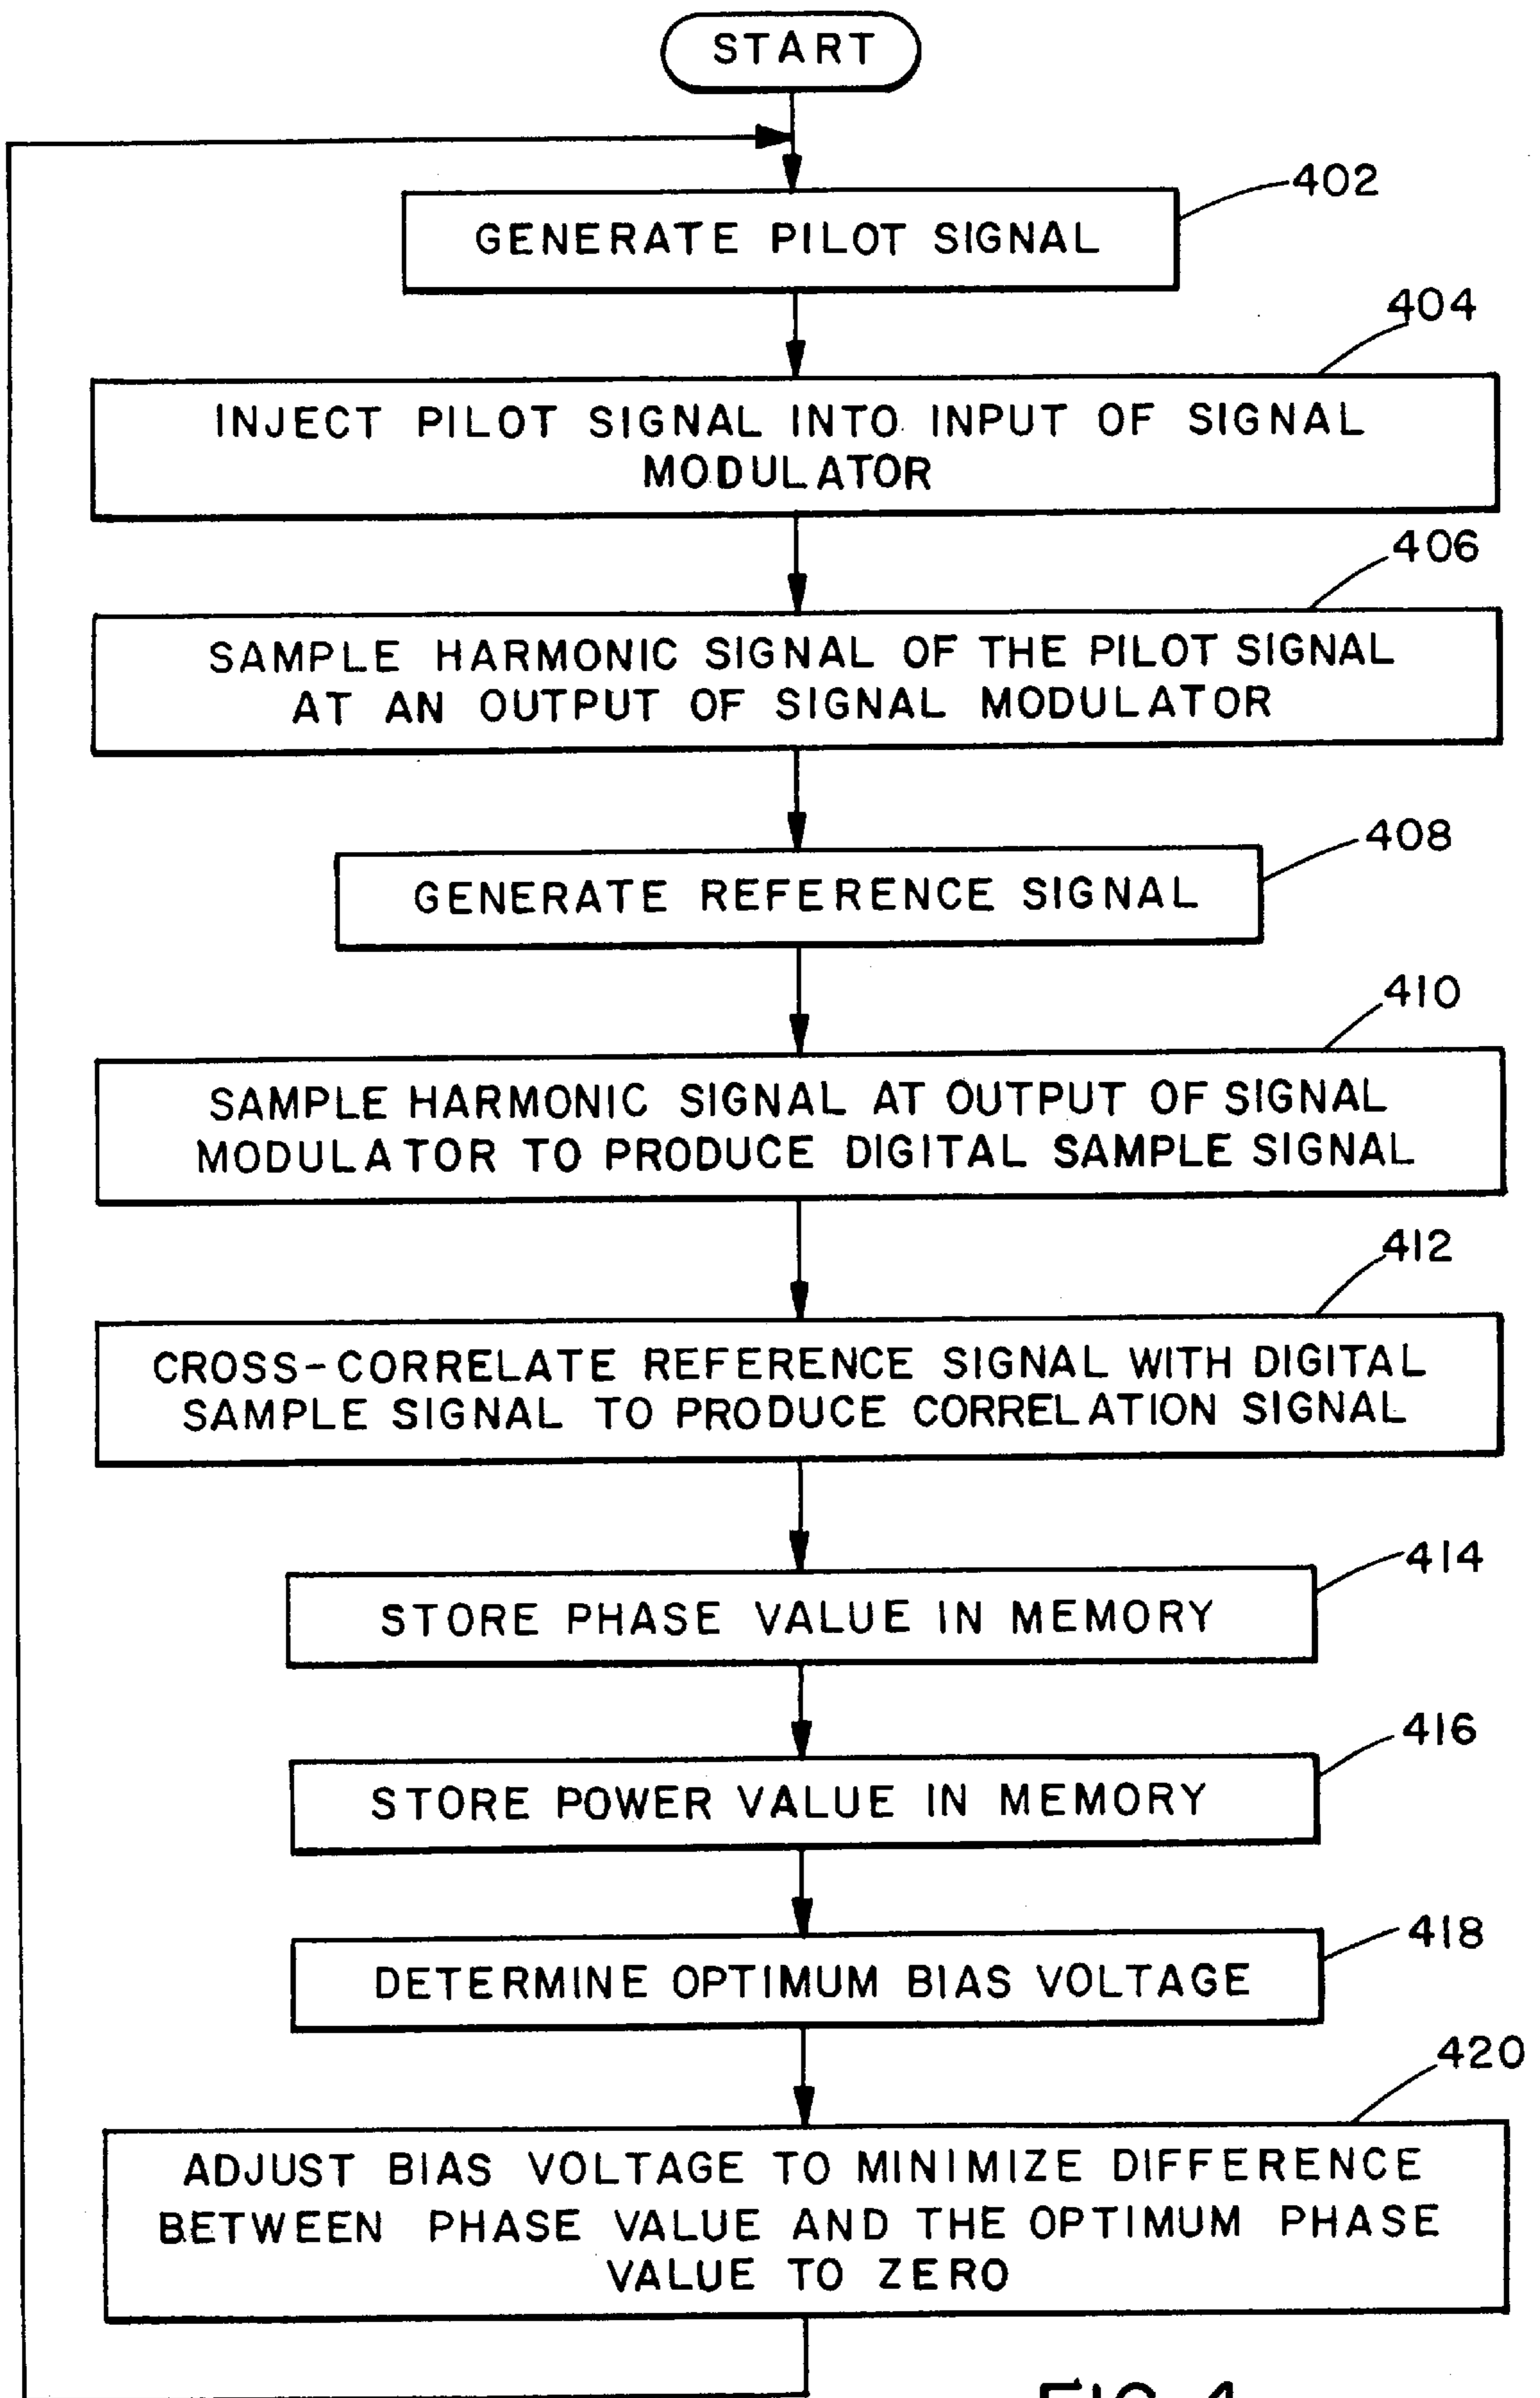 START
402
GENERATE PILOT SIGNAL
404
INJECT PILOT SIGNAL INTO INPUT OF SIGNAL
MODULATOR
406
SAMPLE HARMONIC SIGNAL OF THE PILOT SIGNAL
AT AN OUTPUT OF SIGNAL MODULATOR
408
GENERATE REFERENCE SIGNAL
410
SAMPLE HARMONIC SIGNAL AT OUTPUT OF SIGNAL
MODULATOR TO PRODUCE DIGITAL SAMPLE SIGNAL
412
CROSS-CORRELATE REFERENCE SIGNAL WITH DIGITAL
SAMPLE SIGNAL TO PRODUCE CORRELATION SIGNAL
414
STORE PHASE VALUE IN MEMORY
416
STORE POWER VALUE IN MEMORY
418
DETERMINE OPTIMUM BIAS VOLTAGE
420
ADJUST BIAS VOLTAGE TO MINIMIZE DIFFERENCE
BETWEEN PHASE VALUE AND THE OPTIMUM PHASE
VALUE TO ZERO
FIG. 4